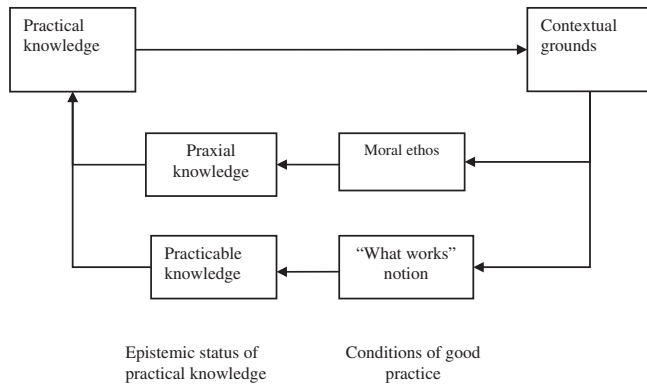 Practical
knowledge
Contextual
grounds
Praxial
knowledge
Moral ethos
Practicable
knowledge
“What works”
notion
Epistemic status of
practical knowledge
Conditions of good
practice